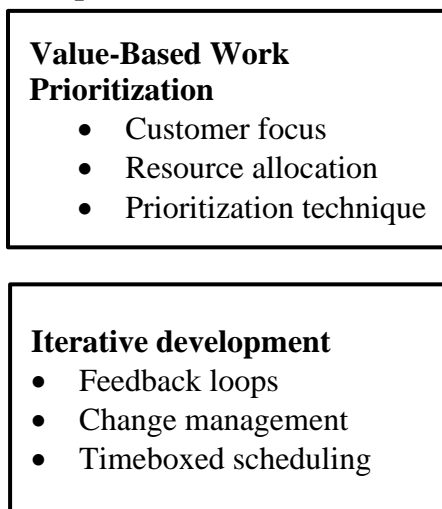 Value-Based Work
Prioritization
• Customer focus
• Resource allocation
• Prioritization technique
Iterative development
• Feedback loops
• Change management
• Timeboxed scheduling